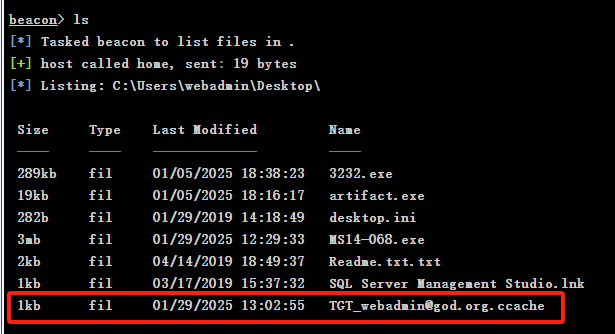 beacon> ls
[*] Tasked beacon to list files in .
[+] host called home, sent: 19 bytes
[*] Listing: C:\Users\webadmin\Desktop\
Size Type Last Modified Name
---- ---- ------------- ----
289kb fil 01/05/2025 18:38:23 3232.exe
19kb fil 01/05/2025 18:16:17 artifact.exe
282b fil 01/29/2019 14:18:49 desktop.ini
3mb fil 01/29/2025 12:29:33 MS14-068.exe
2kb fil 04/14/2019 18:49:37 Readme.txt.txt
1kb fil 03/17/2019 15:37:32 SQL Server Management Studio.lnk
1kb fil 01/29/2025 13:02:55 TGT_webadmin@god.org.ccache